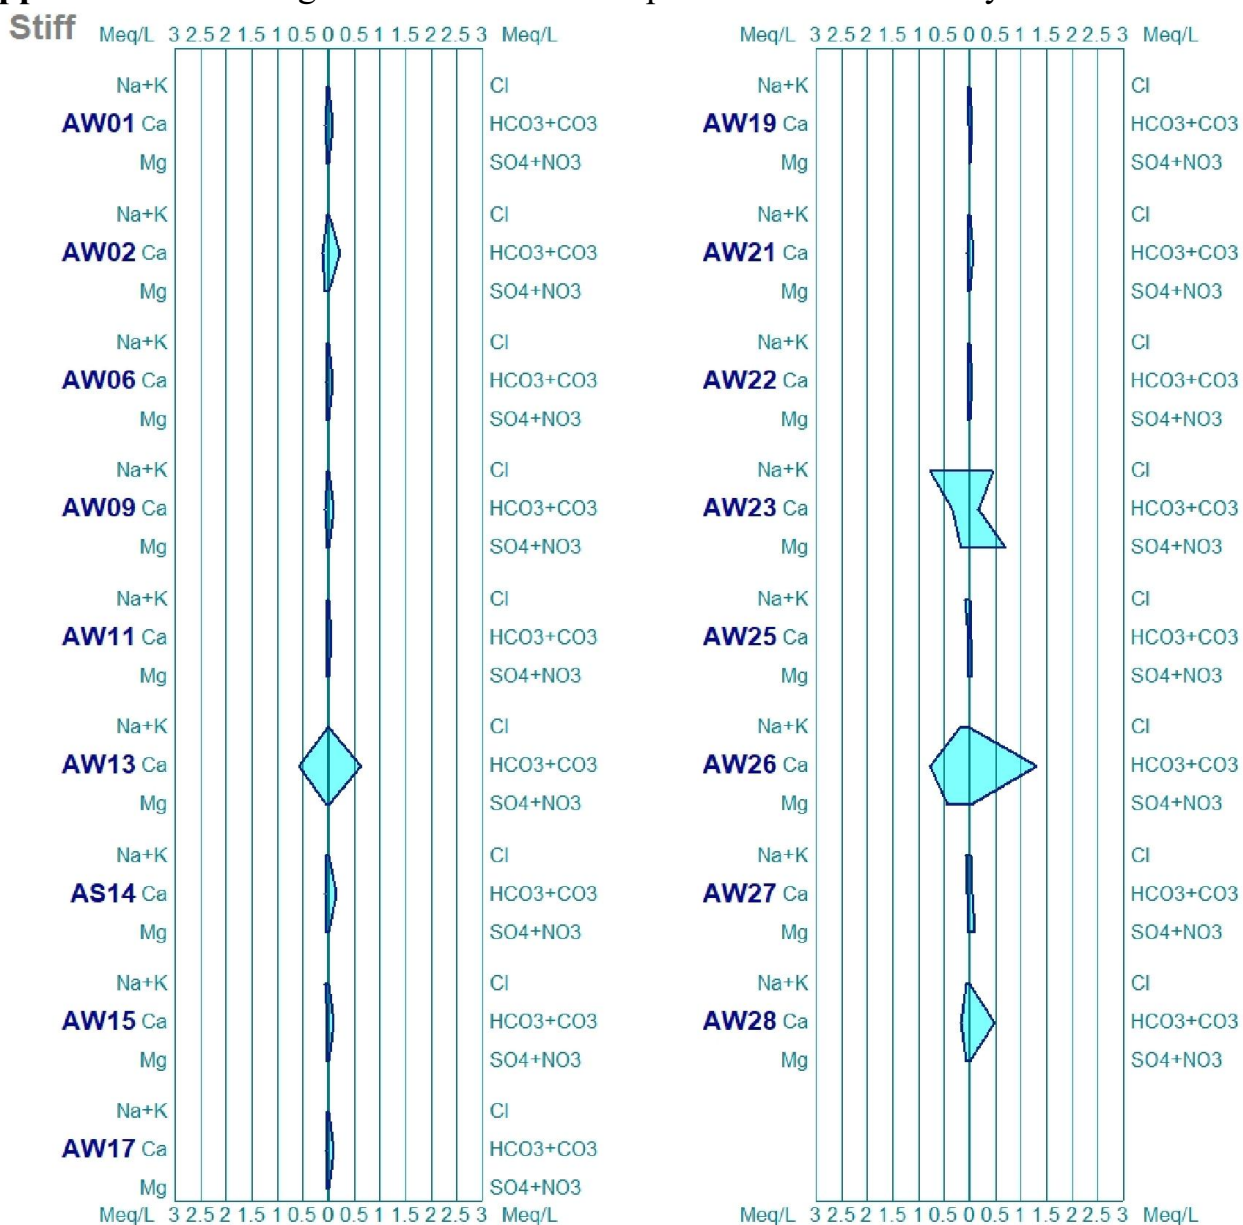 Stiff
Meq/L 3 2.5 2 1.5 1 0.5 0 0.5 1 1.5 2 2.5 3 Meq/L
Na+K Cl
AW01 Ca HCO3+CO3
Mg SO4+NO3
Na+K Cl
AW02 Ca HCO3+CO3
Mg SO4+NO3
Na+K Cl
AW06 Ca HCO3+CO3
Mg SO4+NO3
Na+K Cl
AW09 Ca HCO3+CO3
Mg SO4+NO3
Na+K Cl
AW11 Ca HCO3+CO3
Mg SO4+NO3
Na+K Cl
AW13 Ca HCO3+CO3
Mg SO4+NO3
Na+K Cl
AS14 Ca HCO3+CO3
Mg SO4+NO3
Na+K Cl
AW15 Ca HCO3+CO3
Mg SO4+NO3
Na+K Cl
AW17 Ca HCO3+CO3
Mg SO4+NO3
Meq/L 3 2.5 2 1.5 1 0.5 0 0.5 1 1.5 2 2.5 3 Meq/L
Meq/L 3 2.5 2 1.5 1 0.5 0 0.5 1 1.5 2 2.5 3 Meq/L
Na+K Cl
AW19 Ca HCO3+CO3
Mg SO4+NO3
Na+K Cl
AW21 Ca HCO3+CO3
Mg SO4+NO3
Na+K Cl
AW22 Ca HCO3+CO3
Mg SO4+NO3
Na+K Cl
AW23 Ca HCO3+CO3
Mg SO4+NO3
Na+K Cl
AW25 Ca HCO3+CO3
Mg SO4+NO3
Na+K Cl
AW26 Ca HCO3+CO3
Mg SO4+NO3
Na+K Cl
AW27 Ca HCO3+CO3
Mg SO4+NO3
Na+K Cl
AW28 Ca HCO3+CO3
Mg SO4+NO3
Meq/L 3 2.5 2 1.5 1 0.5 0 0.5 1 1.5 2 2.5 3 Meq/L